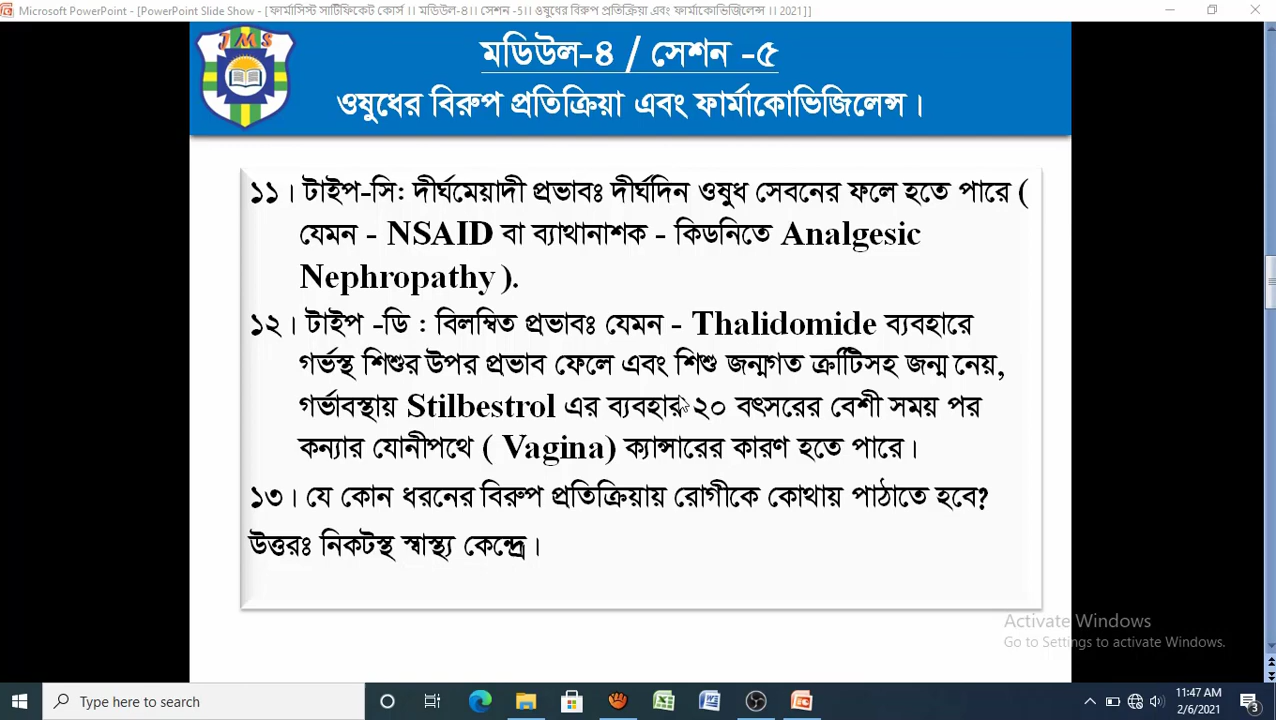 Microsoft PowerPoint - [PowerPoint Slide Show - [ ফার্মাসিস্ট সার্টিফিকেট কোর্স ।। মডিউল-৪।। সেশন -5।। ওষুধের বিরুপ প্রতিক্রিয়া এবং ফার্মাকোভিজিলেন্স ।। 2021]]
JMS
মডিউল-৪ / সেশন -৫
ওষুধের বিরুপ প্রতিক্রিয়া এবং ফার্মাকোভিজিলেন্স ।
১১। টাইপ-সি: দীর্ঘমেয়াদী প্রভাবঃ দীর্ঘদিন ওষুধ সেবনের ফলে হতে পারে (
যেমন - NSAID বা ব্যাথানাশক - কিডনিতে Analgesic
Nephropathy ).
১২। টাইপ -ডি : বিলম্বিত প্রভাবঃ যেমন - Thalidomide ব্যবহারে
গর্ভস্থ শিশুর উপর প্রভাব ফেলে এবং শিশু জন্মগত ক্রটিসহ জন্ম নেয়,
গর্ভাবস্থায় Stilbestrol এর ব্যবহার ২০ বৎসরের বেশী সময় পর
কন্যার যোনীপথে ( Vagina) ক্যান্সারের কারণ হতে পারে।
১৩। যে কোন ধরনের বিরুপ প্রতিক্রিয়ায় রোগীকে কোথায় পাঠাতে হবে?
উত্তরঃ নিকটস্থ স্বাস্থ্য কেন্দ্রে।
Activate Windows
Go to Settings to activate Windows.
Type here to search
11:47 AM
2/6/2021
3